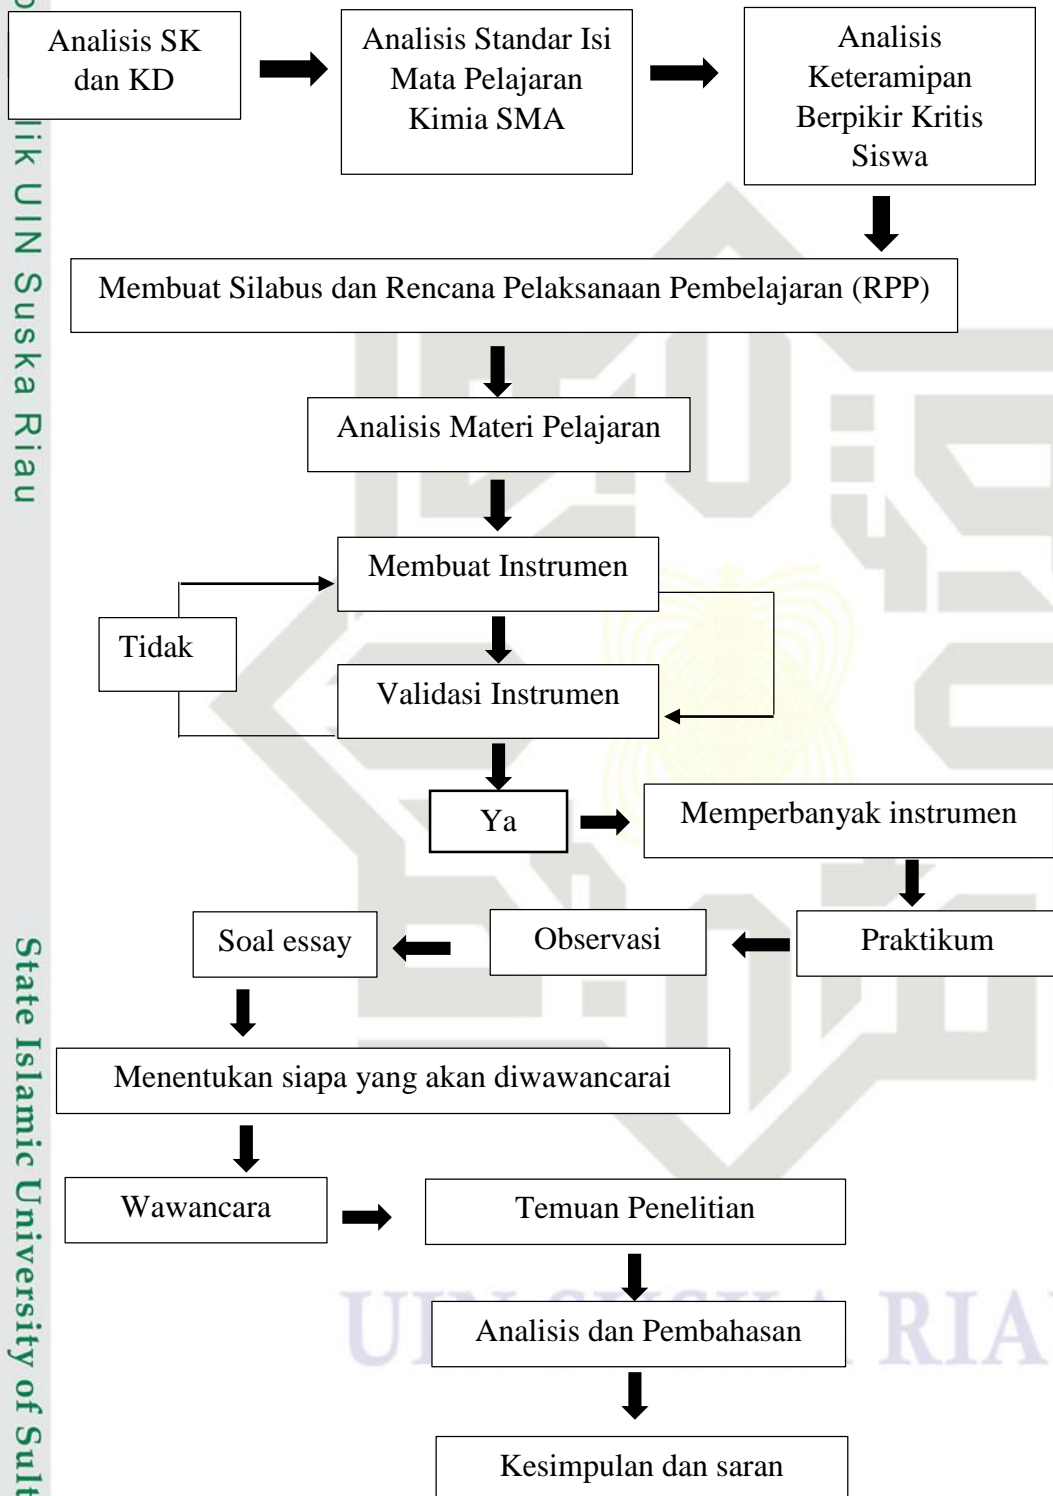 Analisis SK
dan KD
Analisis Standar Isi
Mata Pelajaran
Kimia SMA
Analisis
Keteramipan
Berpikir Kritis
Siswa
Membuat Silabus dan Rencana Pelaksanaan Pembelajaran (RPP)
Analisis Materi Pelajaran
Membuat Instrumen
Tidak
Validasi Instrumen
Ya
Memperbanyak instrumen
Praktikum
Observasi
Soal essay
Menentukan siapa yang akan diwawancarai
Wawancara
Temuan Penelitian
Analisis dan Pembahasan
Kesimpulan dan saran
UIN Suska Riau
State Islamic University of
UIN SUSKA RIA